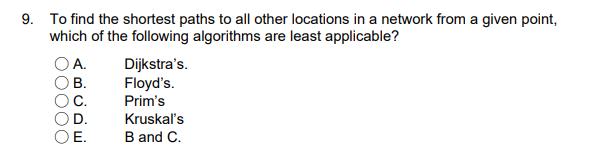 9. To find the shortest paths to all other locations in a network from a given point,
which of the following algorithms are least applicable?
A. Dijkstra's.
B. Floyd's.
C. Prim's
D. Kruskal's
E. B and C.